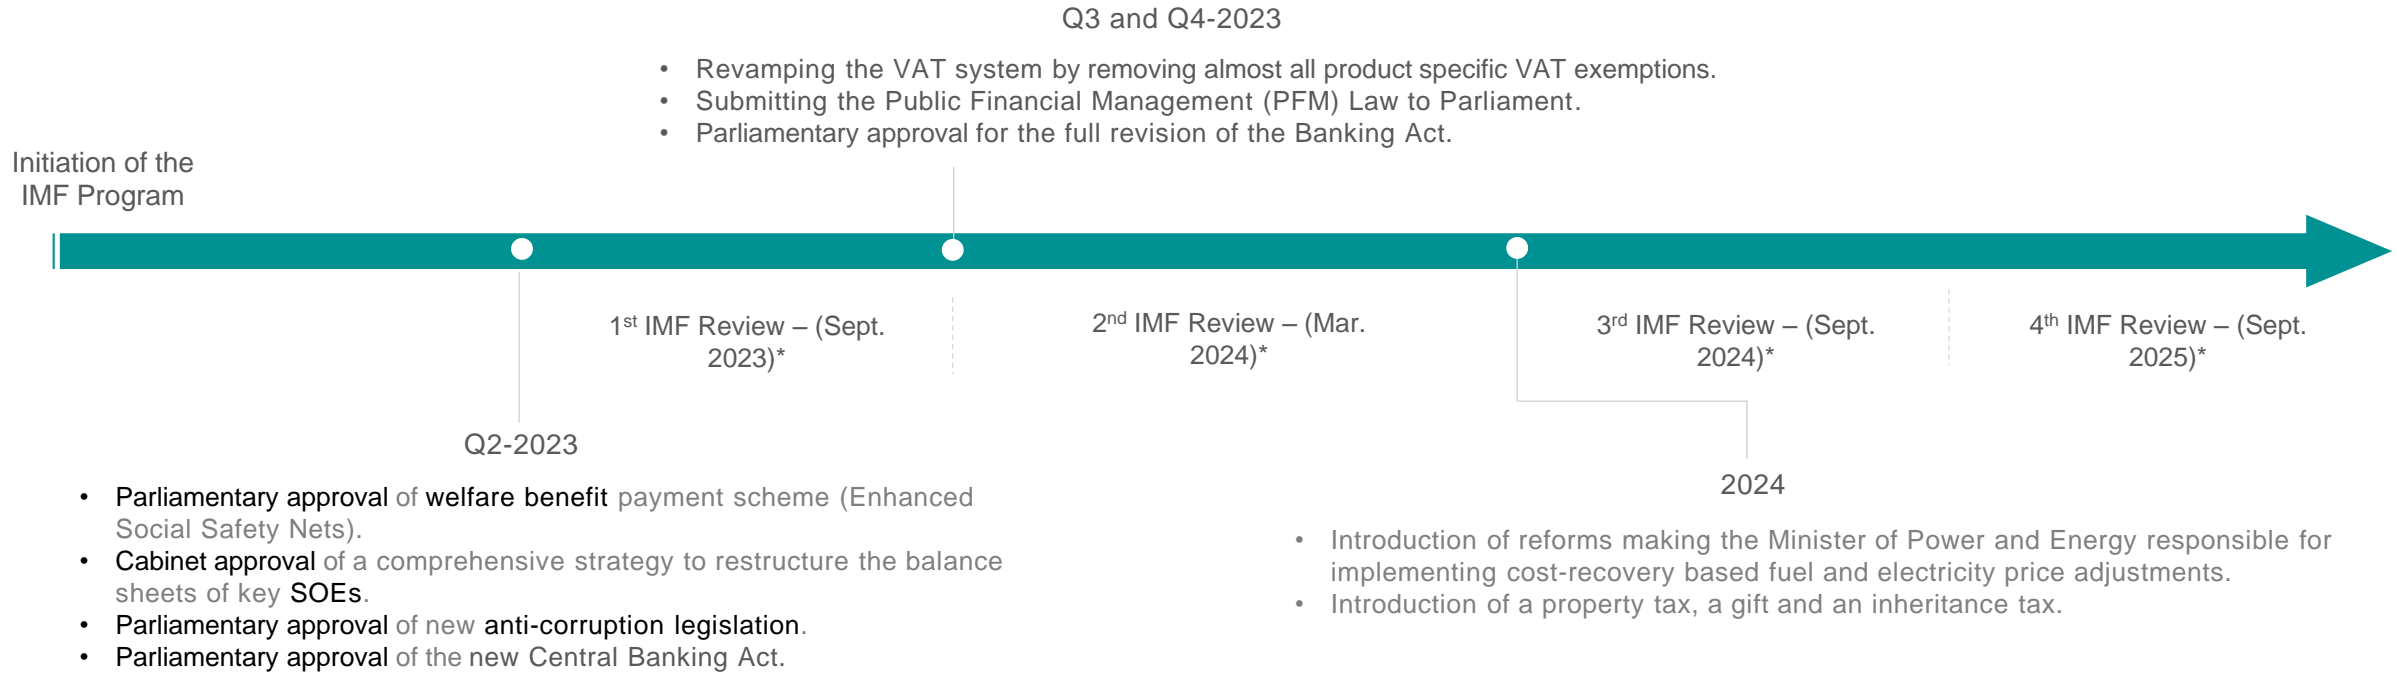 Q3 and Q4-2023
• Revamping the VAT system by removing almost all product specific VAT exemptions.
• Submitting the Public Financial Management (PFM) Law to Parliament.
• Parliamentary approval for the full revision of the Banking Act.
Initiation of the
IMF Program
1st IMF Review – (Sept.
2023)*
2nd IMF Review – (Mar.
2024)*
3rd IMF Review – (Sept.
2024)*
4th IMF Review – (Sept.
2025)*
Q2-2023
• Parliamentary approval of welfare benefit payment scheme (Enhanced
Social Safety Nets).
• Cabinet approval of a comprehensive strategy to restructure the balance
sheets of key SOEs.
• Parliamentary approval of new anti-corruption legislation.
• Parliamentary approval of the new Central Banking Act.
2024
• Introduction of reforms making the Minister of Power and Energy responsible for
implementing cost-recovery based fuel and electricity price adjustments.
• Introduction of a property tax, a gift and an inheritance tax.